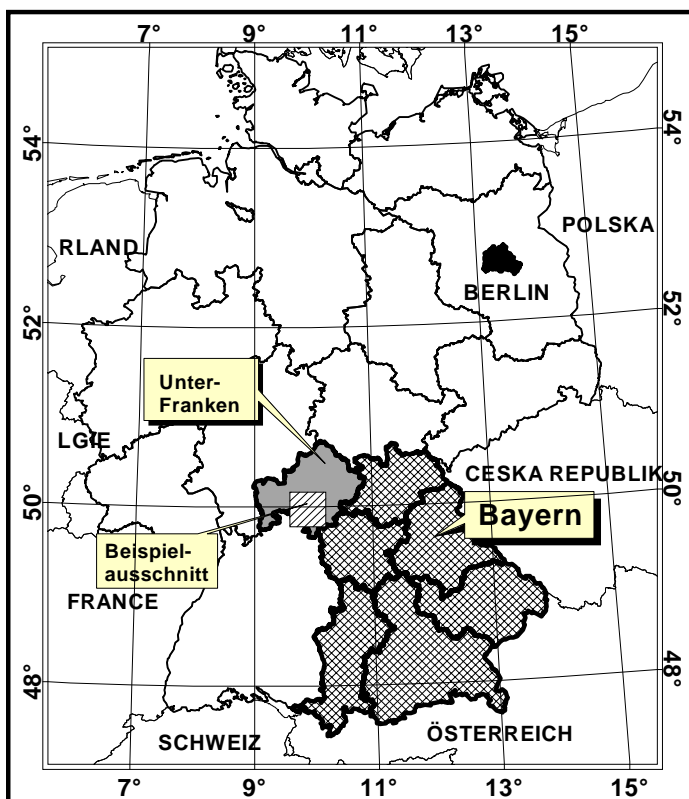 7° 9° 11° 13° 15°
54° 54°
POLSKA
RLAND
BERLIN
52° 52°
Unter-
Franken
LGIE
CESKA REPUBLIK
50° 50°
Bayern
Beispiel-
ausschnitt
FRANCE
48° 48°
SCHWEIZ
ÖSTERREICH
7° 9° 11° 13° 15°